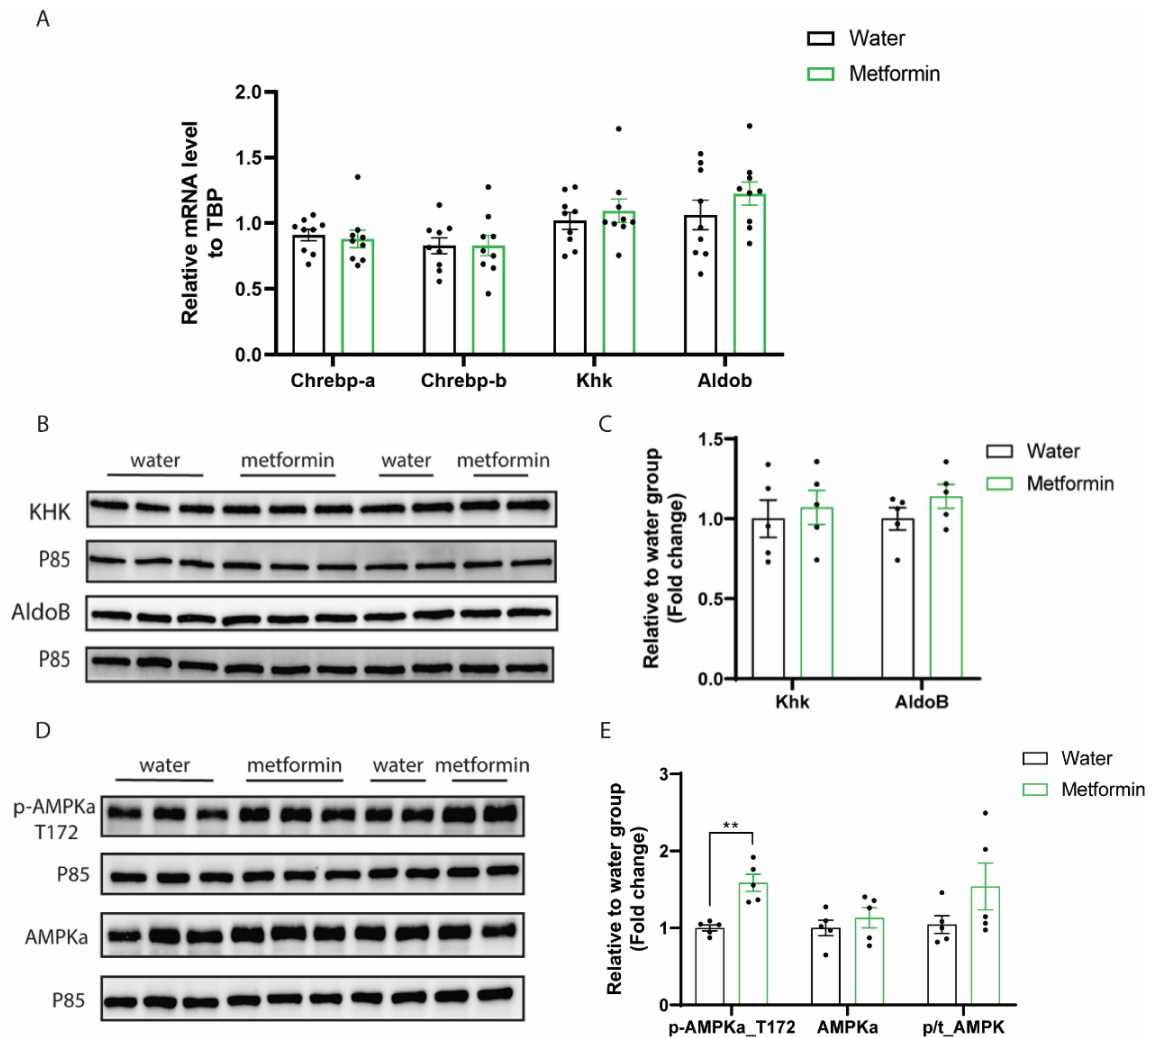 A
Water
Metformin
Relative mRNA level
to TBP
2.0
1.5
1.0
0.5
0.0
Chrebp-a Chrebp-b Khk Aldob
B
water metformin water metformin
KHK
P85
AldoB
P85
C
Water
Metformin
Relative to water group
(Fold change)
1.5
1.0
0.5
0.0
Khk AldoB
D
water metformin water metformin
p-AMPKa
T172
P85
AMPKa
P85
E
Water
Metformin
Relative to water group
(Fold change)
3
2
1
0
**
p-AMPKa_T172 AMPKa p/t_AMPK